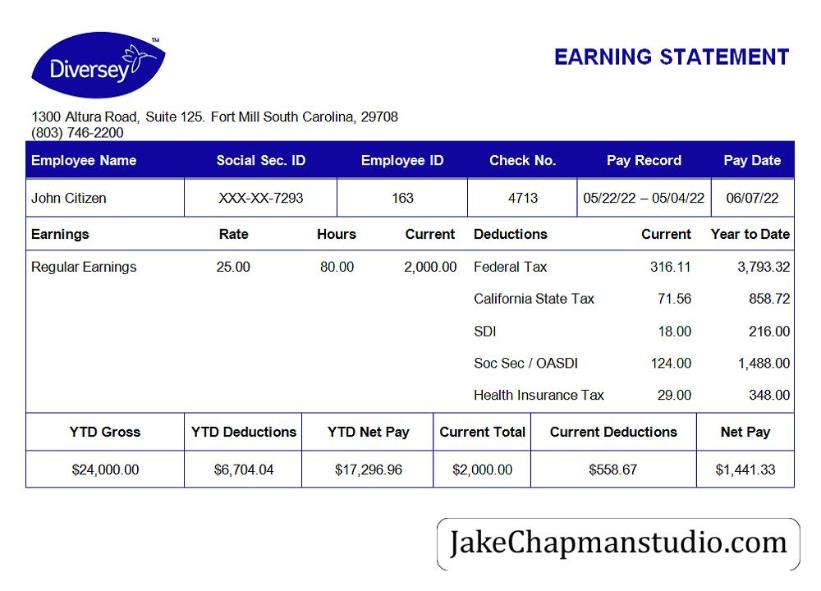 Diversey™
EARNING STATEMENT
1300 Altura Road, Suite 125. Fort Mill South Carolina, 29708
(803) 746-2200
Employee Name Social Sec. ID Employee ID Check No. Pay Record Pay Date
John Citizen XXX-XX-7293 163 4713 05/22/22 – 05/04/22 06/07/22
Earnings Rate Hours Current Deductions Current Year to Date
Regular Earnings 25.00 80.00 2,000.00 Federal Tax 316.11 3,793.32
California State Tax 71.56 858.72
SDI 18.00 216.00
Soc Sec / OASDI 124.00 1,488.00
Health Insurance Tax 29.00 348.00
YTD Gross YTD Deductions YTD Net Pay Current Total Current Deductions Net Pay
$24,000.00 $6,704.04 $17,296.96 $2,000.00 $558.67 $1,441.33
JakeChapmanstudio.com